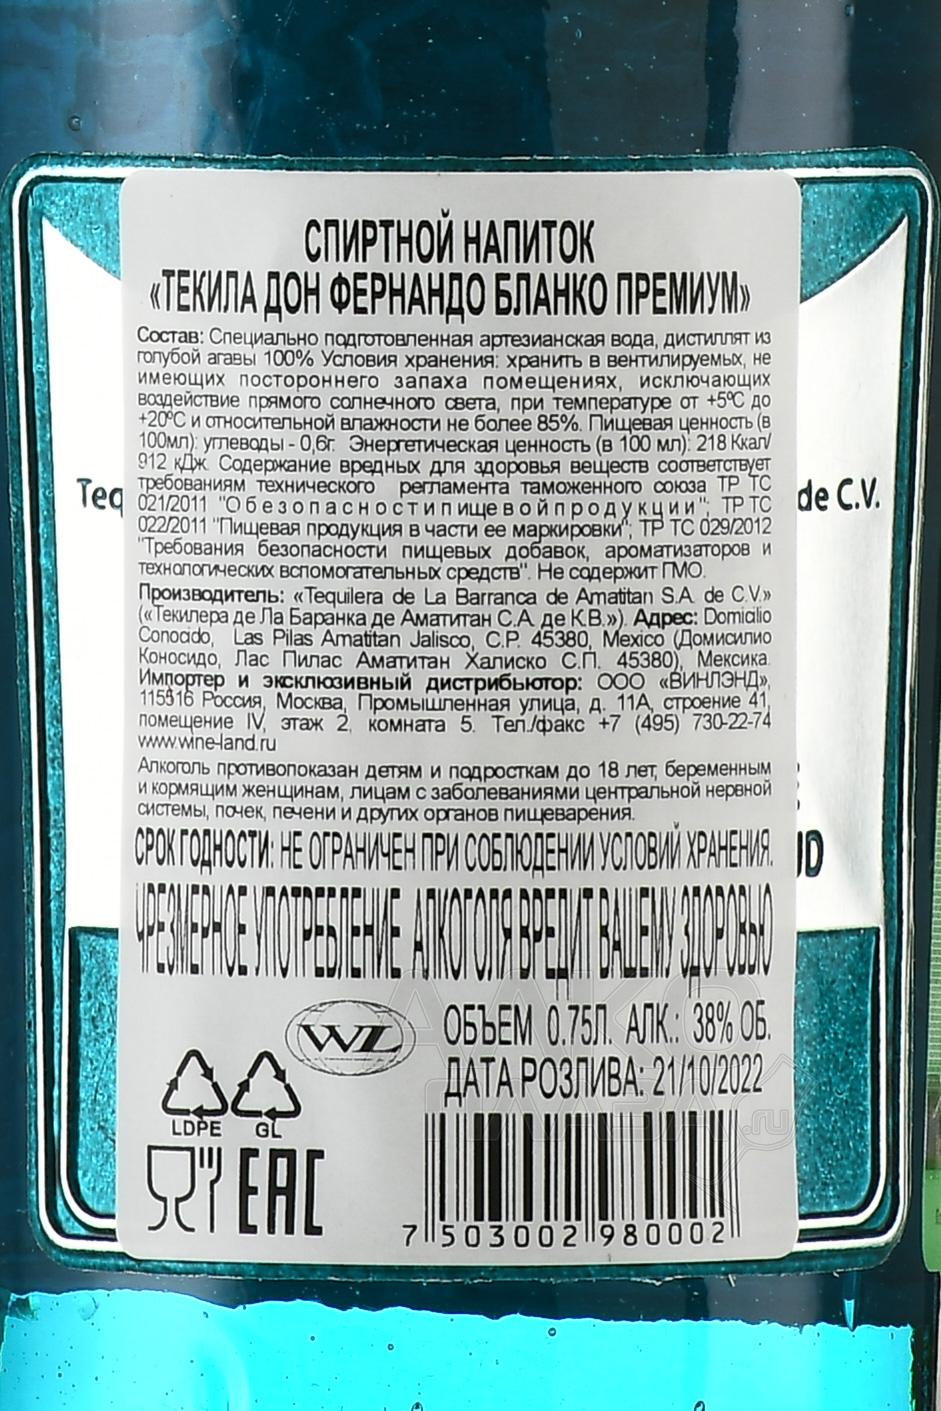 СПИРТНОЙ НАПИТОК
«ТЕКИЛА ДОН ФЕРНАНДО БЛАНКО ПРЕМИУМ»
Состав: Специально подготовленная артезианская вода, дистиллят из
голубой агавы 100% Условия хранения: хранить в вентилируемых, не
имеющих постороннего запаха помещениях, исключающих
воздействие прямого солнечного света, при температуре от +5°С до
+20°С и относительной влажности не более 85%. Пищевая ценность (в
100мл): углеводы - 0,6г. Энергетическая ценность (в 100 мл): 218 Ккал/
912 кДж. Содержание вредных для здоровья веществ соответствует
требованиям технического регламента таможенного союза ТР ТС
021/2011 "О безопасности пищевой продукции"; ТР ТС
022/2011 "Пищевая продукция в части ее маркировки"; ТР ТС 029/2012
"Требования безопасности пищевых добавок, ароматизаторов и
технологических вспомогательных средств". Не содержит ГМО.
Производитель: «Tequilera de La Barranca de Amatitan S.A. de C.V.»
(«Текилера де Ла Баранка де Аматитан С.А. де К.В.»). Адрес: Domicilio
Conocido, Las Pilas Amatitan Jalisco, C.P. 45380, Mexico (Домисилио
Коносидо, Лас Пилас Аматитан Халиско С.П. 45380), Мексика.
Импортер и эксклюзивный дистрибьютор: ООО «ВИНЛЭНД»,
115516 Россия, Москва, Промышленная улица, д. 11А, строение 41,
помещение IV, этаж 2, комната 5. Тел./факс +7 (495) 730-22-74
www.wine-land.ru
Алкоголь противопоказан детям и подросткам до 18 лет, беременным
и кормящим женщинам, лицам с заболеваниями центральной нервной
системы, почек, печени и других органов пищеварения.
СРОК ГОДНОСТИ: НЕ ОГРАНИЧЕН ПРИ СОБЛЮДЕНИИ УСЛОВИЙ ХРАНЕНИЯ.
ЧРЕЗМЕРНОЕ УПОТРЕБЛЕНИЕ АЛКОГОЛЯ ВРЕДИТ ВАШЕМУ ЗДОРОВЬЮ
WL
ОБЪЕМ 0.75Л. АЛК.: 38% ОБ.
ДАТА РОЗЛИВА: 21/10/2022
LDPE GL
EAC
7 503002 980002
Teq
de C.V.
UD
АЛКО
ПЛАЗА.ru